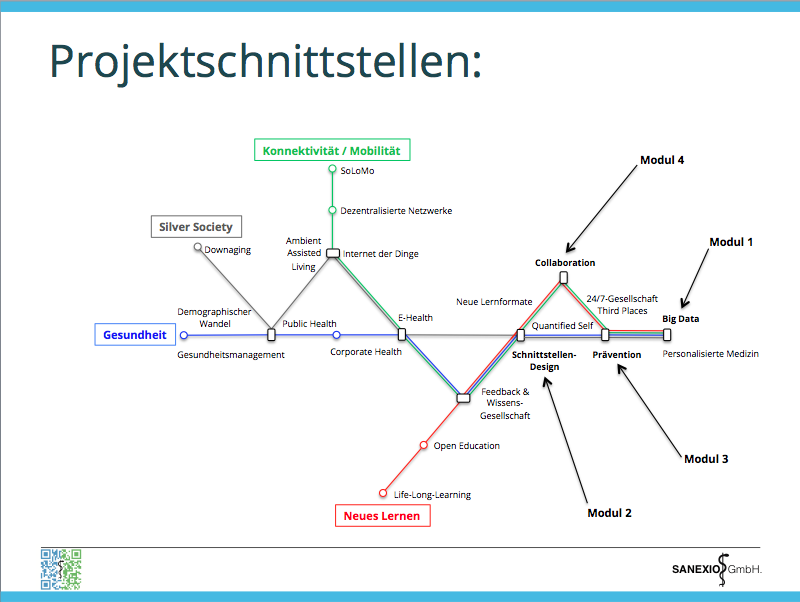 Projektschnittstellen:
Konnektivität / Mobilität
SoLoMo
Dezentralisierte Netzwerke
Silver Society
Downaging
Ambient
Assisted
Living
Internet der Dinge
Modul 4
Modul 1
Collaboration
Neue Lernformate
24/7-Gesellschaft
Third Places
Big Data
Demographischer
Wandel
Gesundheit
Public Health
E-Health
Quantified Self
Gesundheitsmanagement
Corporate Health
Schnittstellen-
Design
Prävention
Personalisierte Medizin
Feedback &
Wissens-
Gesellschaft
Open Education
Modul 3
Life-Long-Learning
Neues Lernen
Modul 2
SANEXIO GmbH.